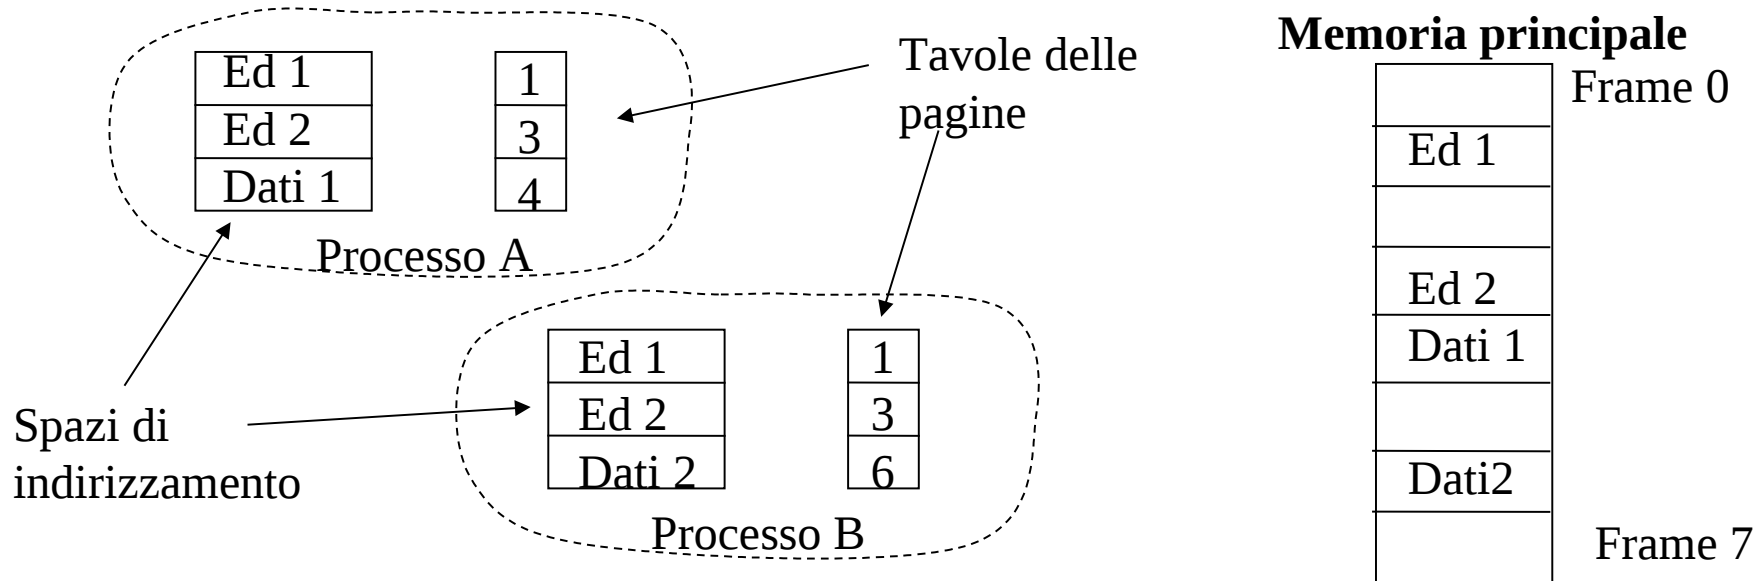 Ed 1
Ed 2
Dati 1
1
3
4
Processo A
Tavole delle
pagine
Spazi di
indirizzamento
Ed 1
Ed 2
Dati 2
1
3
6
Processo B
Memoria principale
Frame 0
Ed 1
Ed 2
Dati 1
Dati2
Frame 7